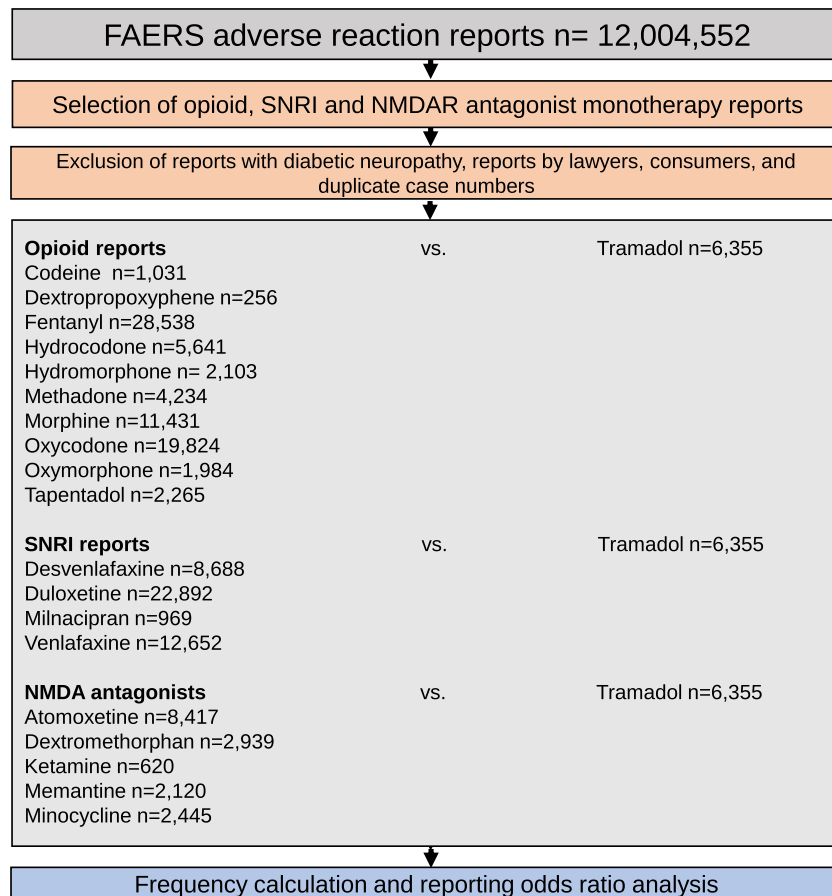 FAERS adverse reaction reports n= 12,004,552
Selection of opioid, SNRI and NMDAR antagonist monotherapy reports
Exclusion of reports with diabetic neuropathy, reports by lawyers, consumers, and
duplicate case numbers
Opioid reports vs. Tramadol n=6,355
Codeine n=1,031
Dextropropoxyphene n=256
Fentanyl n=28,538
Hydrocodone n=5,641
Hydromorphone n= 2,103
Methadone n=4,234
Morphine n=11,431
Oxycodone n=19,824
Oxymorphone n=1,984
Tapentadol n=2,265
SNRI reports vs. Tramadol n=6,355
Desvenlafaxine n=8,688
Duloxetine n=22,892
Milnacipran n=969
Venlafaxine n=12,652
NMDA antagonists vs. Tramadol n=6,355
Atomoxetine n=8,417
Dextromethorphan n=2,939
Ketamine n=620
Memantine n=2,120
Minocycline n=2,445
Frequency calculation and reporting odds ratio analysis